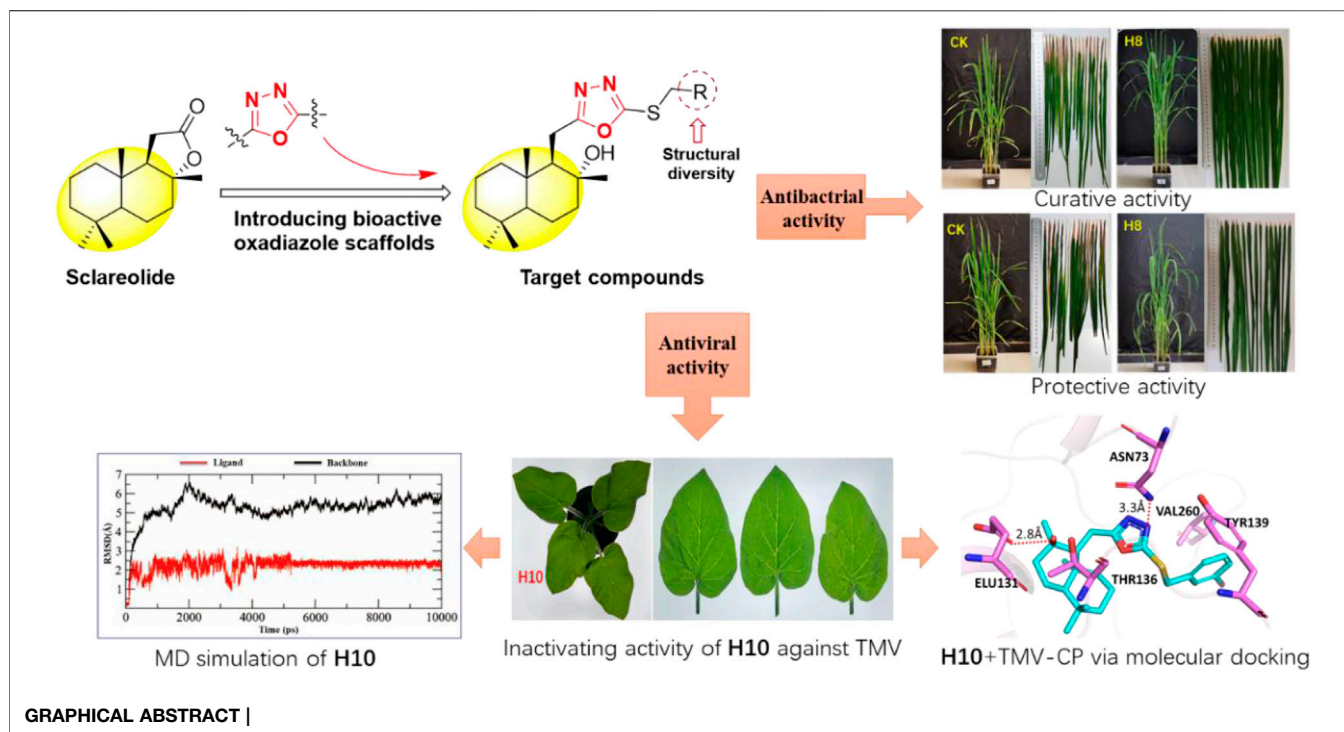 N N
O
O
O
Sclareolide
Introducing bioactive
oxadiazole scaffolds
N N
O
S
R
OH
Structural
diversity
Target compounds
Antibactrial
activity
CK
H8
Curative activity
CK
H8
Protective activity
Antiviral
activity
Ligand
Backbone
RMSD(Å)
7
6
5
4
3
2
1
0
2000
4000
6000
8000
10000
Time (ps)
MD simulation of H10
H10
Inactivating activity of H10 against TMV
ASN73
3.3Å
VAL260
TYR139
2.8Å
ELU131
THR136
H10+TMV-CP via molecular docking
GRAPHICAL ABSTRACT |